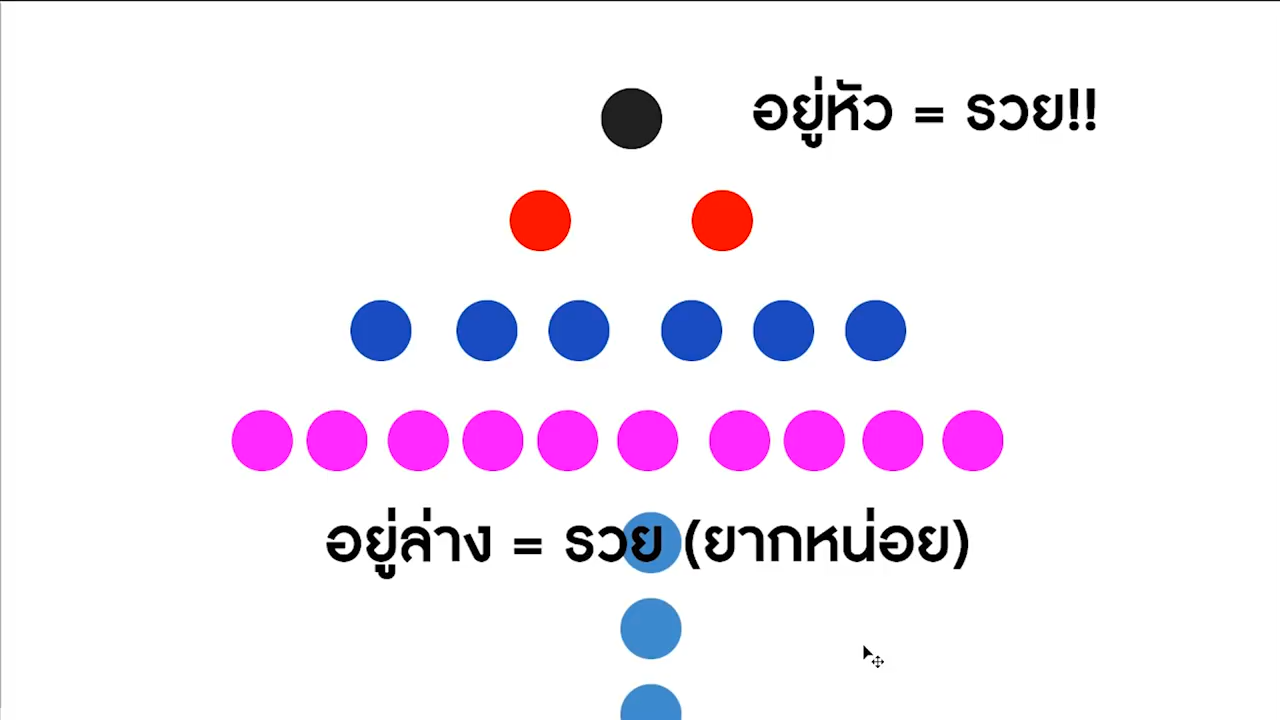 อยู่หัว = รวย!!
อยู่ล่าง = รวย (ยากหน่อย)